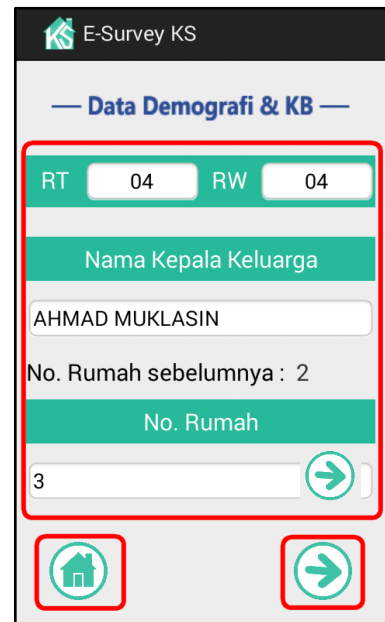 KS E-Survey KS
Data Demografi & KB
RT 04 RW 04
Nama Kepala Keluarga
AHMAD MUKLASIN
No. Rumah sebelumnya : 2
No. Rumah
3